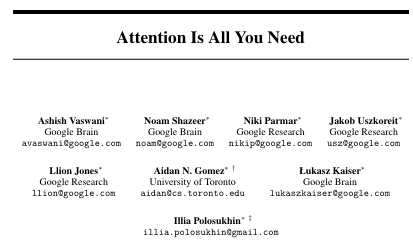 Attention Is All You Need
Ashish Vaswani* Noam Shazeer* Niki Parmar* Jakob Uszkoreit*
Google Brain Google Brain Google Research Google Research
avaswani@google.com noam@google.com nikip@google.com usz@google.com
Llion Jones* Aidan N. Gomez* † Łukasz Kaiser*
Google Research University of Toronto Google Brain
llion@google.com aidan@cs.toronto.edu lukaszkaiser@google.com
Illia Polosukhin* ‡
illia.polosukhin@gmail.com